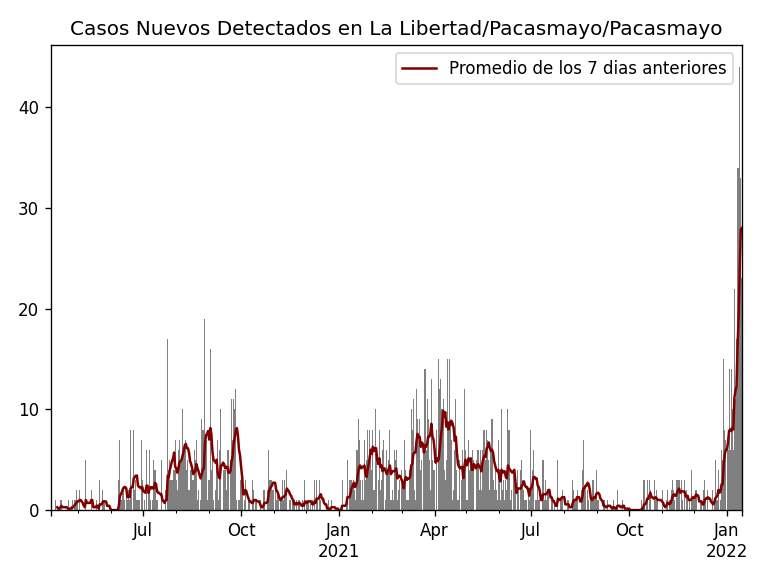 Casos Nuevos Detectados en La Libertad/Pacasmayo/Pacasmayo
Promedio de los 7 dias anteriores
40
30
20
10
0
Jul Oct Jan Apr Jul Oct Jan
2021 2022